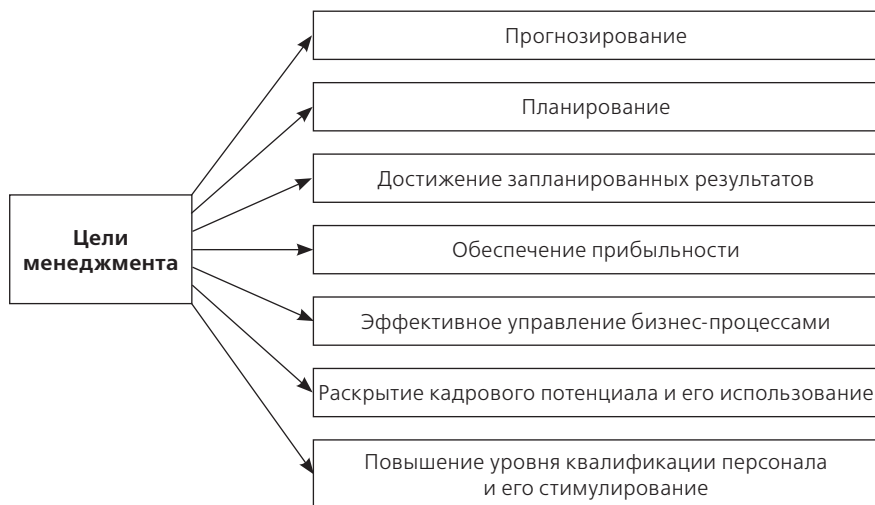 Прогнозирование
Планирование
Достижение запланированных результатов
Цели
менеджмента
Обеспечение прибыльности
Эффективное управление бизнес-процессами
Раскрытие кадрового потенциала и его использование
Повышение уровня квалификации персонала
и его стимулирование